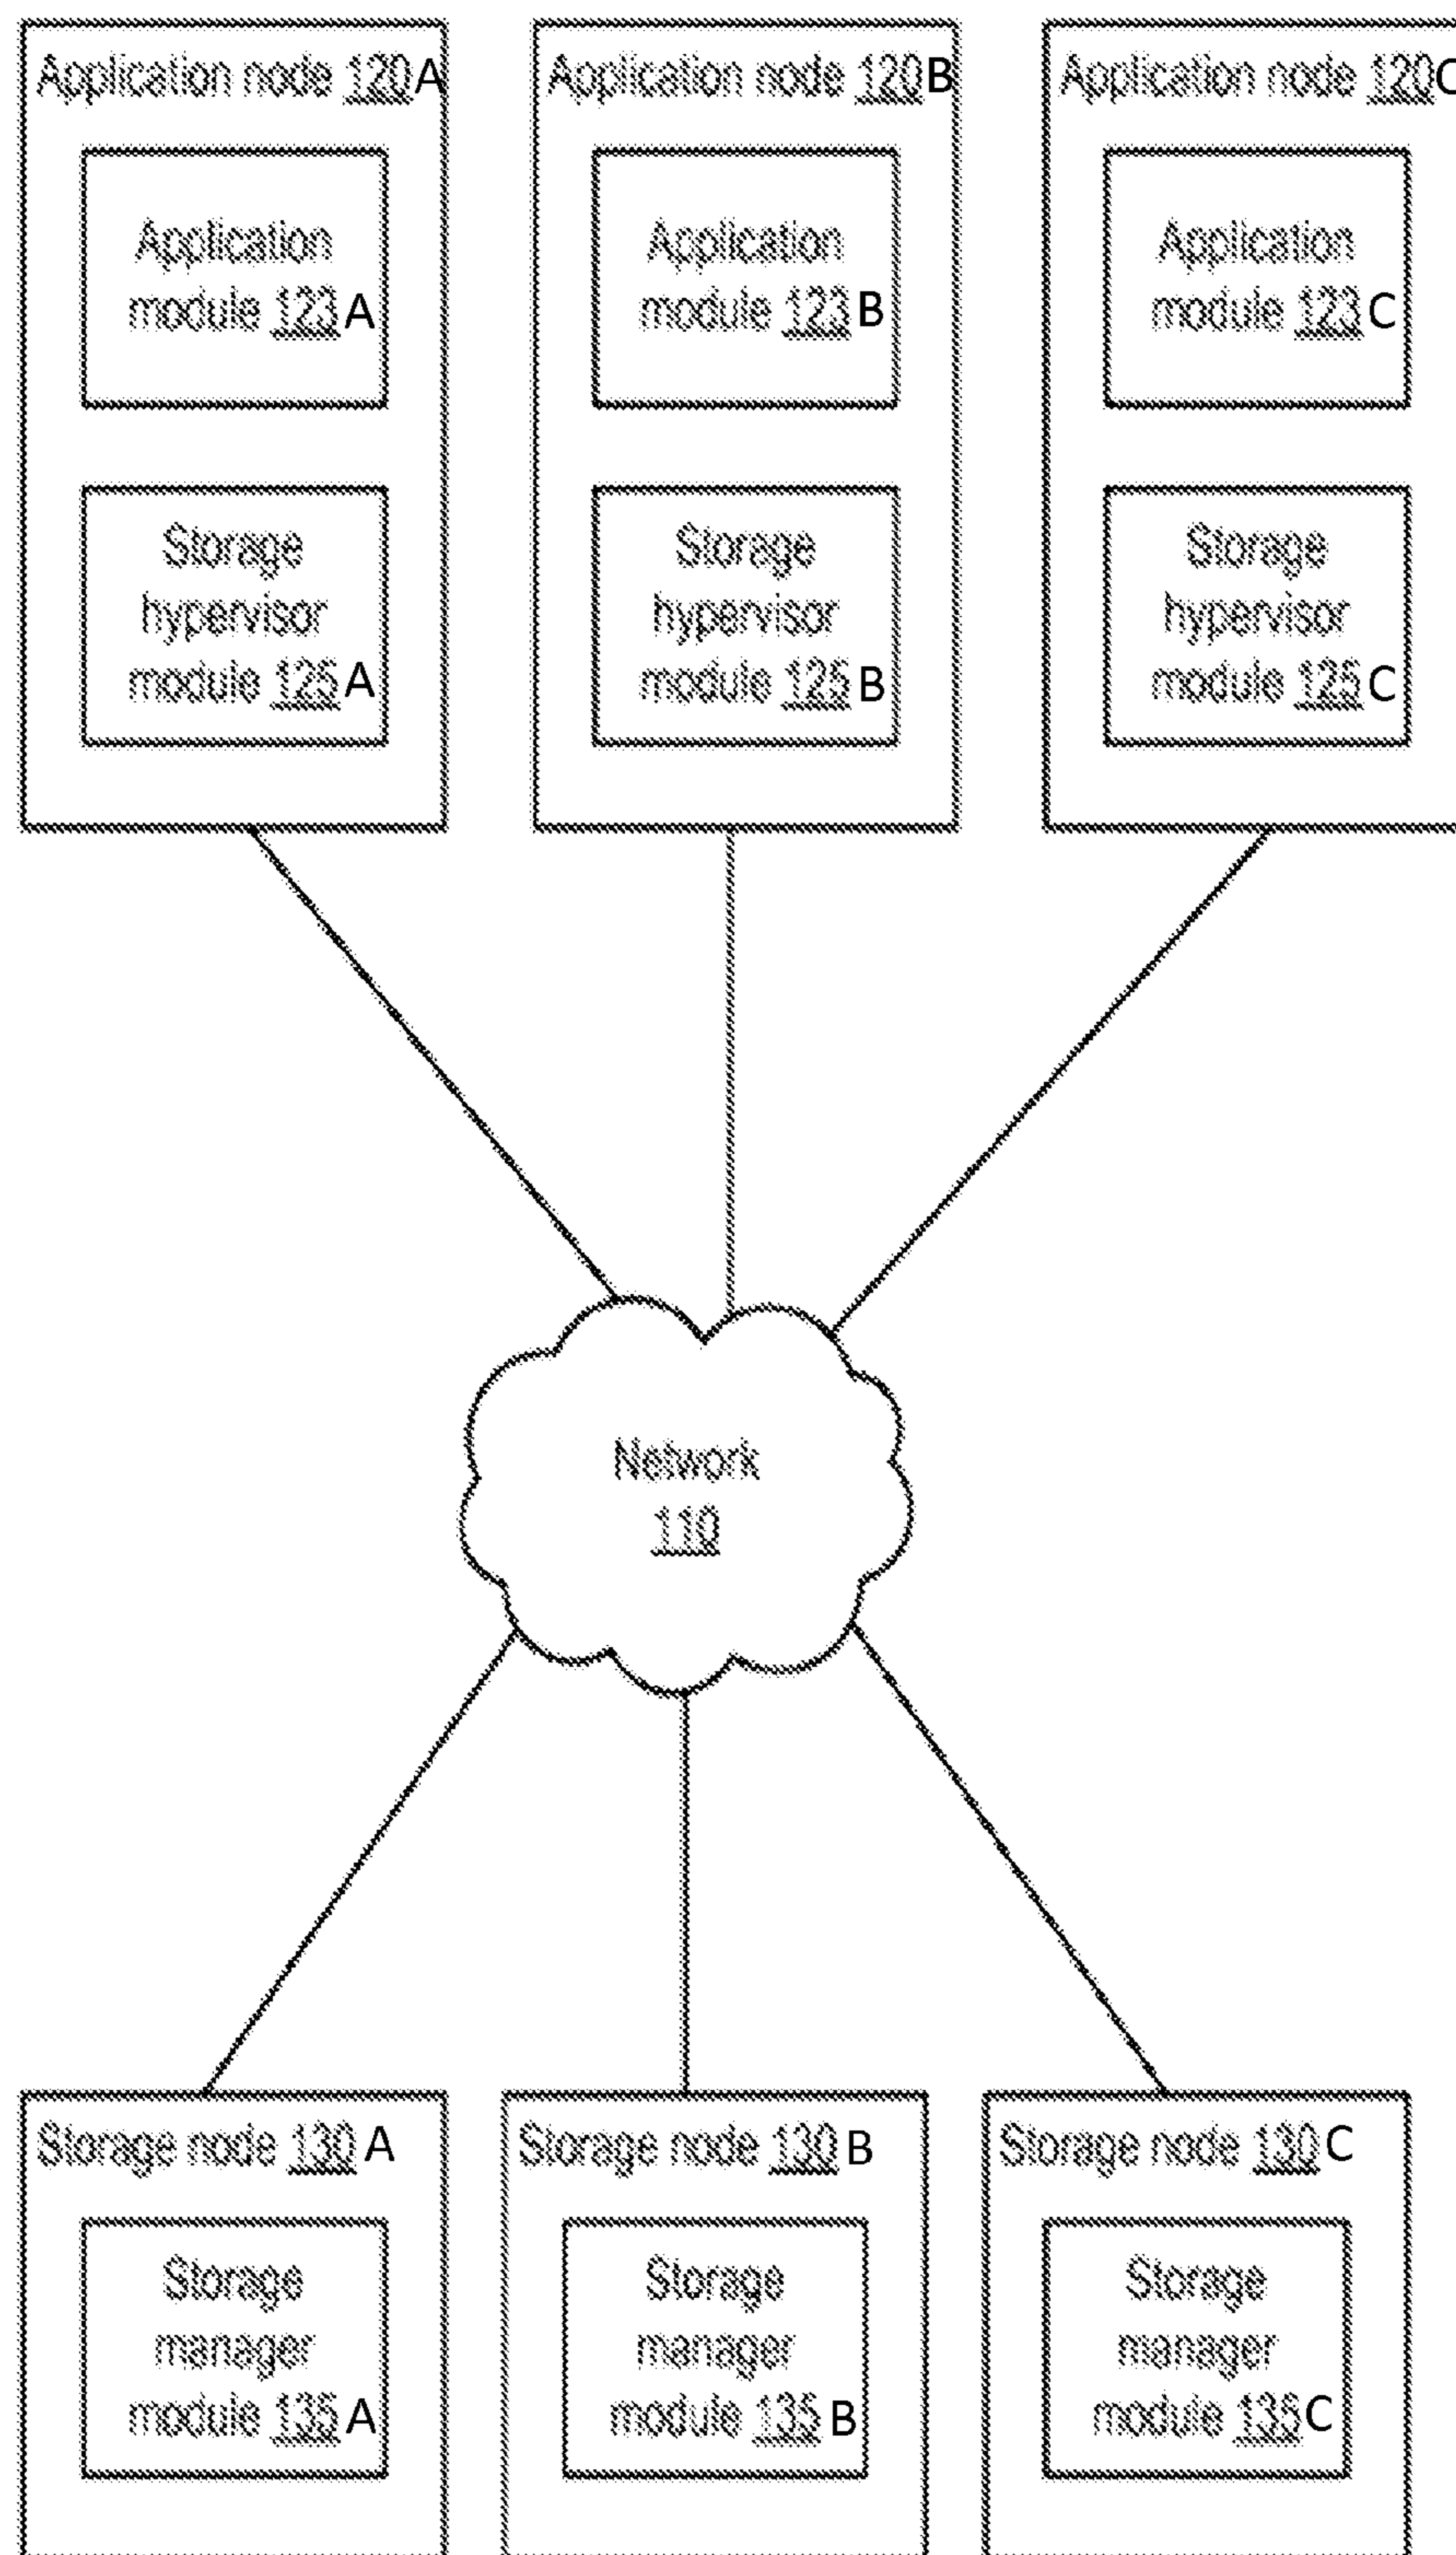 Application node 120A
Application
module 123A
Storage
hypervisor
module 125A
Application node 120B
Application
module 123B
Storage
hypervisor
module 125B
Application node 120C
Application
module 123C
Storage
hypervisor
module 125C
Network
110
Storage node 130A
Storage
manager
module 135A
Storage node 130B
Storage
manager
module 135B
Storage node 130C
Storage
manager
module 135C